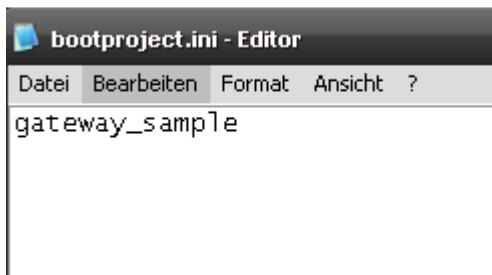 bootproject.ini - Editor
Datei Bearbeiten Format Ansicht ?
gateway_sample